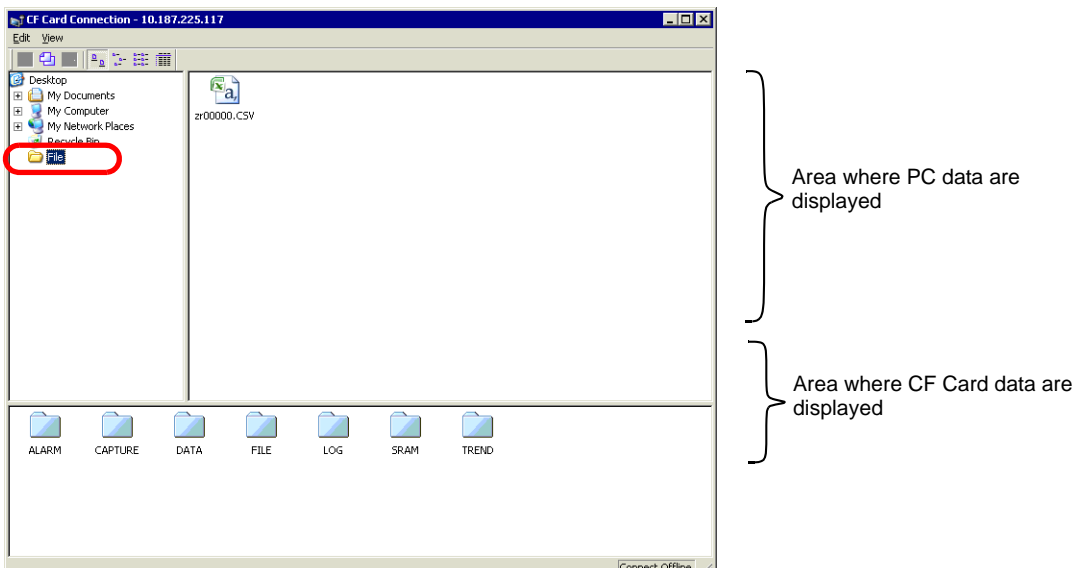 CF Card Connection - 10.187.225.117
Edit View
Desktop
My Documents
My Computer
My Network Places
Recycle Bin
File
zr00000.CSV
Area where PC data are
displayed
Area where CF Card data are
displayed
ALARM CAPTURE DATA FILE LOG SRAM TREND
Connect Offline